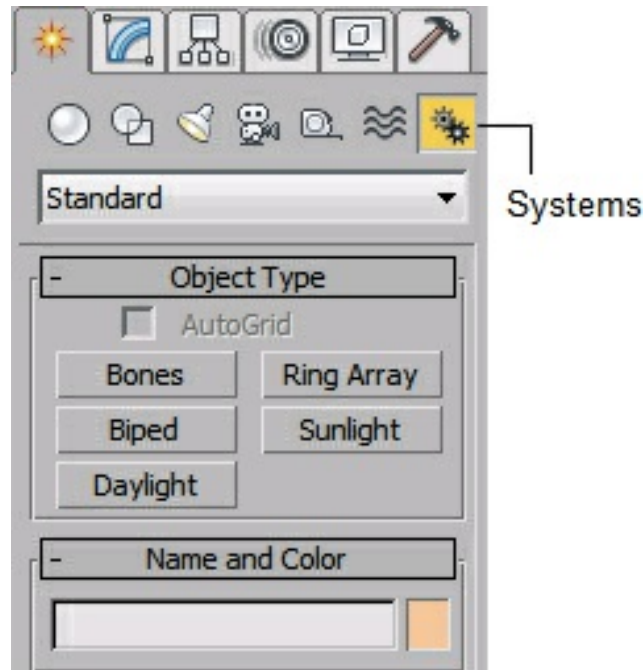 Standard
Systems
- Object Type
AutoGrid
Bones Ring Array
Biped Sunlight
Daylight
- Name and Color